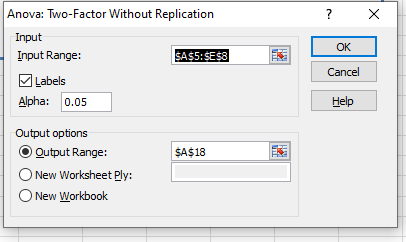 Anova: Two-Factor Without Replication
Input
Input Range: $A$5:$E$8
Labels
Alpha: 0.05
OK
Cancel
Help
Output options
Output Range: $A$18
New Worksheet Ply:
New Workbook